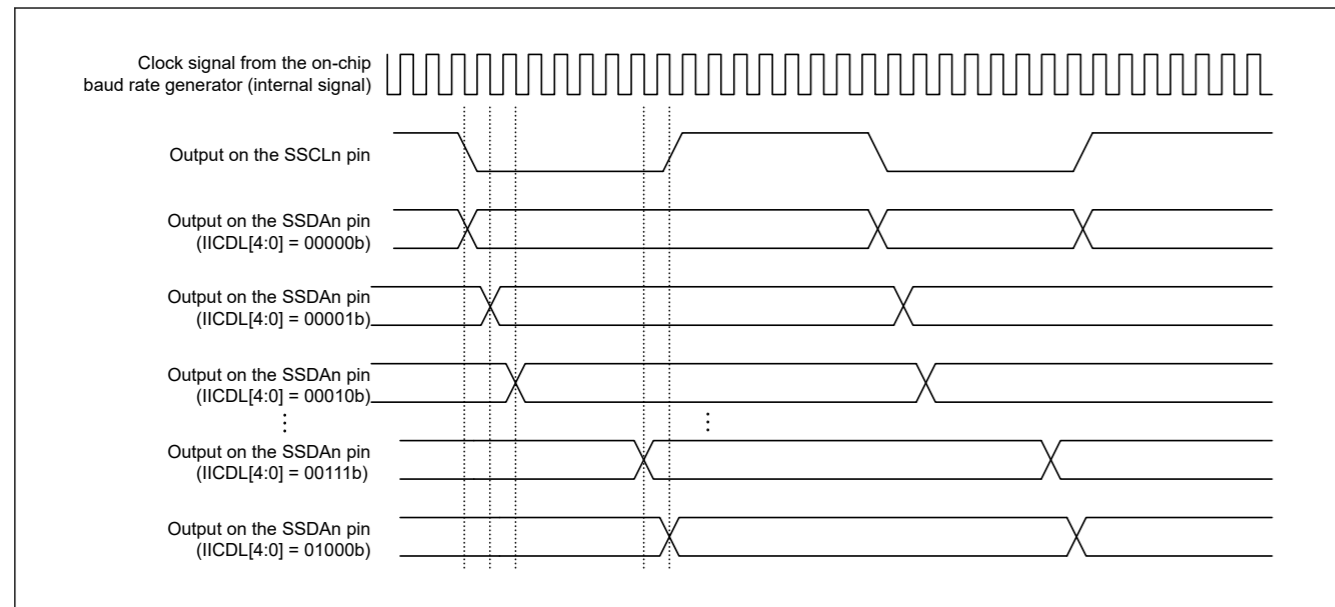 Clock signal from the on-chip
baud rate generator (internal signal)
Output on the SSCLn pin
Output on the SSDAn pin
(IICDL[4:0] = 00000b)
Output on the SSDAn pin
(IICDL[4:0] = 00001b)
Output on the SSDAn pin
(IICDL[4:0] = 00010b)
Output on the SSDAn pin
(IICDL[4:0] = 00111b)
Output on the SSDAn pin
(IICDL[4:0] = 01000b)